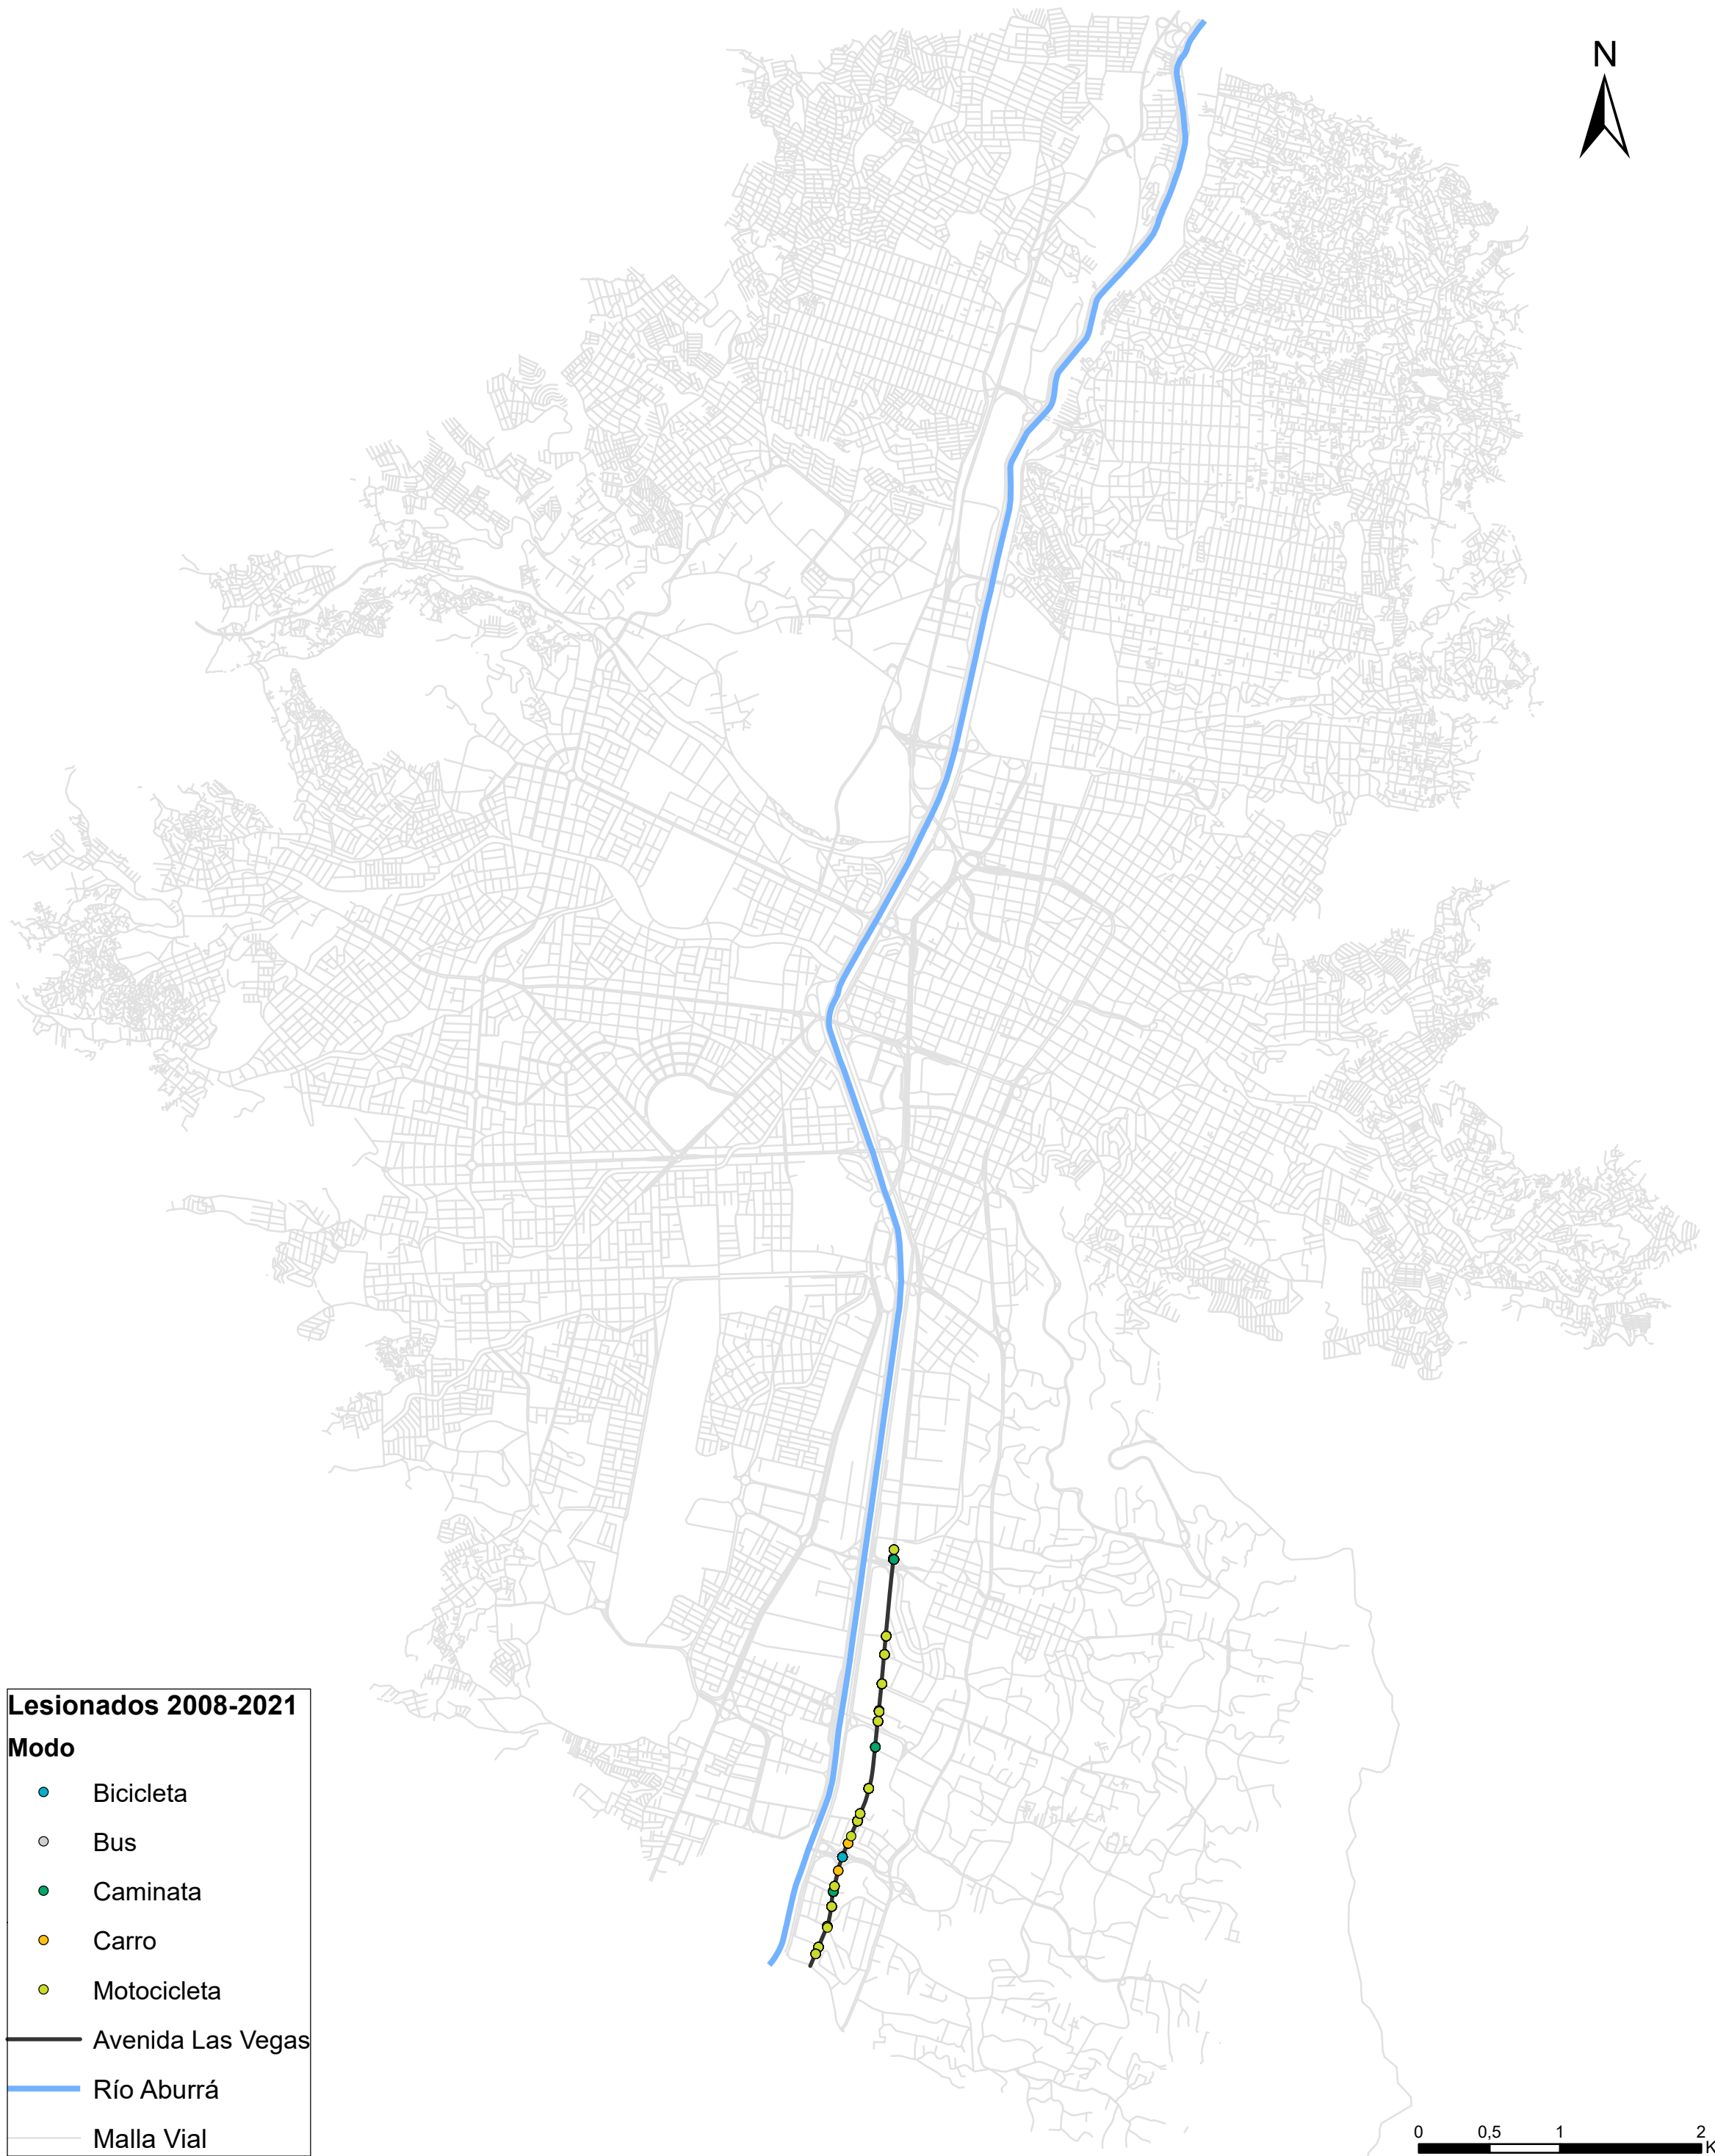 N
Lesionados 2008-2021
Modo
Bicicleta
Bus
Caminata
Carro
Motocicleta
Avenida Las Vegas
Río Aburrá
Malla Vial
0 0,5 1 2
K